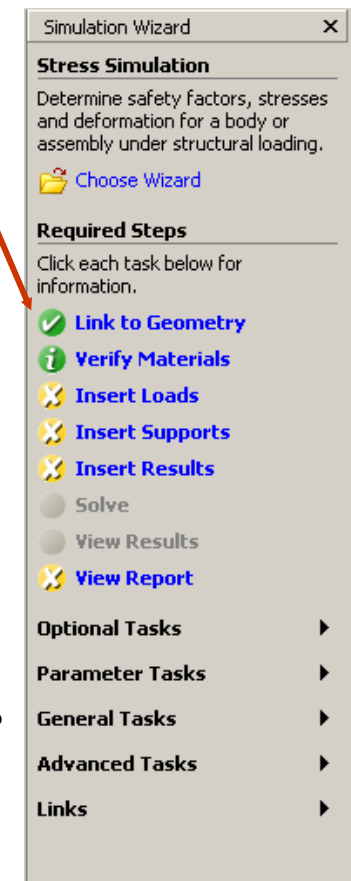 Simulation Wizard
Stress Simulation
Determine safety factors, stresses
and deformation for a body or
assembly under structural loading.
Choose Wizard
Required Steps
Click each task below for
information.
Link to Geometry
Verify Materials
Insert Loads
Insert Supports
Insert Results
Solve
View Results
View Report
Optional Tasks
Parameter Tasks
General Tasks
Advanced Tasks
Links